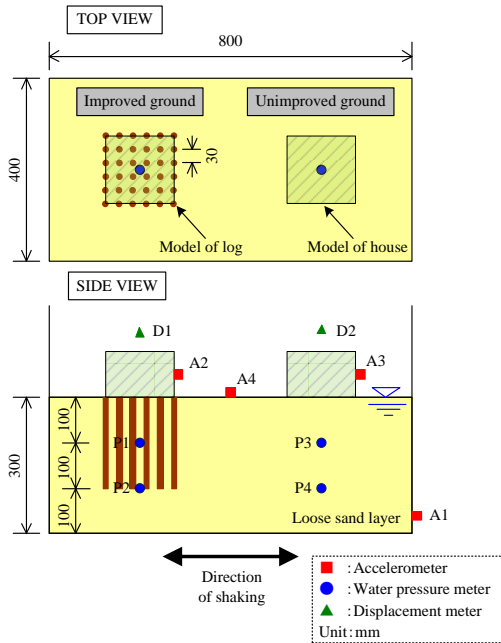 TOP VIEW
800
Improved ground
Unimproved ground
30
400
Model of log
Model of house
SIDE VIEW
D1
D2
A2
A3
A4
100
P1
P3
300
100
P2
P4
100
Loose sand layer
A1
Direction
of shaking
:Accelerometer
:Water pressure meter
:Displacement meter
Unit:mm